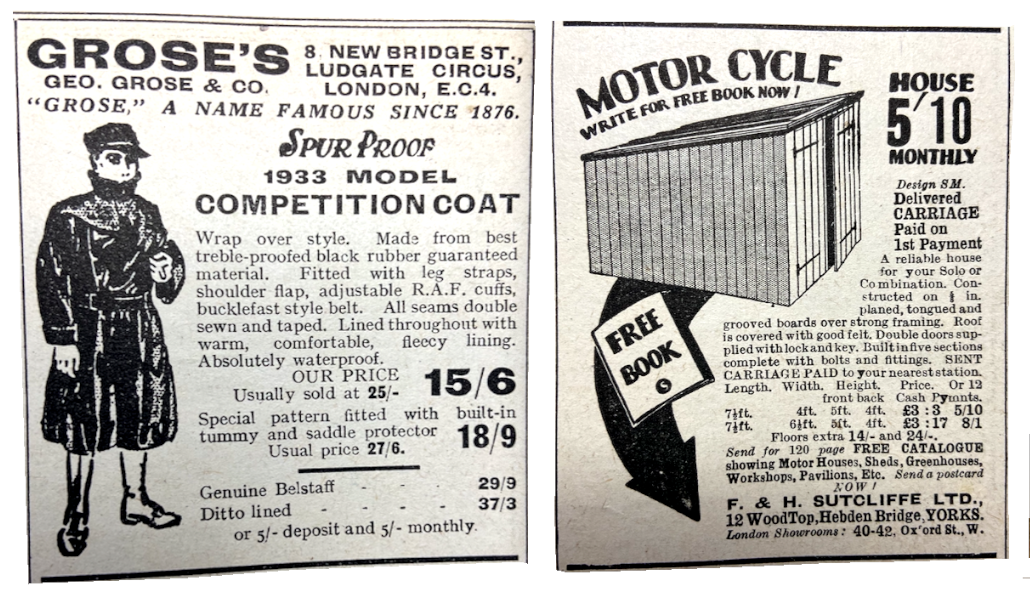 GROSE'S
GEO. GROSE & CO.
8, NEW BRIDGE ST.,
LUDGATE CIRCUS,
LONDON, E.C.4.
"GROSE," A NAME FAMOUS SINCE 1876.
SPUR PROOF
1933 MODEL
COMPETITION COAT
Wrap over style. Made from best
treble-proofed black rubber guaranteed
material. Fitted with leg straps,
shoulder flap, adjustable R.A.F. cuffs,
bucklefast style belt. All seams double
sewn and taped. Lined throughout with
warm, comfortable, fleecy lining.
Absolutely waterproof.
OUR PRICE
Usually sold at 25/- 15/6
Special pattern fitted with built-in
tummy and saddle protector
Usual price 27/6. 18/9
Genuine Belstaff - - 29/9
Ditto lined - - - - 37/3
or 5/- deposit and 5/- monthly.
MOTOR CYCLE
WRITE FOR FREE BOOK NOW!
HOUSE
5/10
MONTHLY
FREE
BOOK
Design SM.
Delivered
CARRIAGE
Paid on
1st Payment
A reliable house
for your Solo or
Combination. Con-
structed on in.
planed, tongued and
grooved boards over strong framing. Roof
is covered with good felt. Double doors sup-
plied with lock and key. Built in five sections
complete with bolts and fittings. SENT
CARRIAGE PAID to your nearest station.
Length. Width. Height. Price. Or 12
front back Cash Pymnts.
7½ft. 4ft. 5ft. 4ft. £3 : 3 5/10
7½ft. 6½ft. 5ft. 4ft. £3 : 17 8/1
Floors extra 14/- and 24/-.
Send for 120 page FREE CATALOGUE
showing Motor Houses, Sheds, Greenhouses,
Workshops, Pavilions, Etc. Send a postcard
NOW!
F. & H. SUTCLIFFE LTD.,
12 Wood Top, Hebden Bridge, YORKS.
London Showrooms: 40-42, Ox'ord St., W.